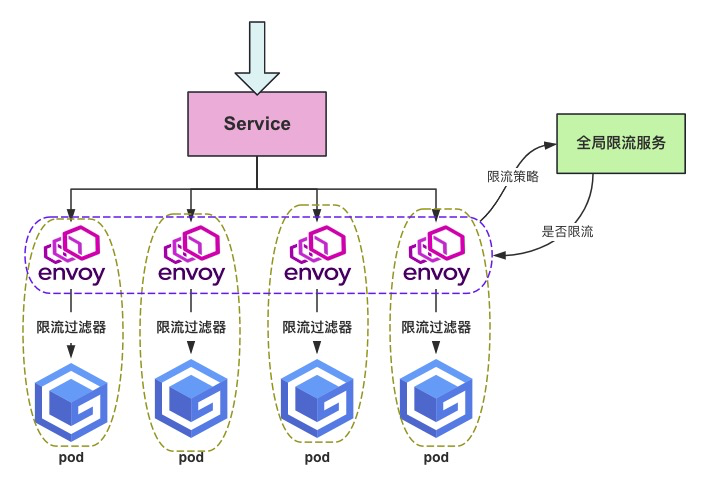 Service
全局限流服务
限流策略
是否限流
envoy
envoy
envoy
envoy
限流过滤器
限流过滤器
限流过滤器
限流过滤器
pod
pod
pod
pod